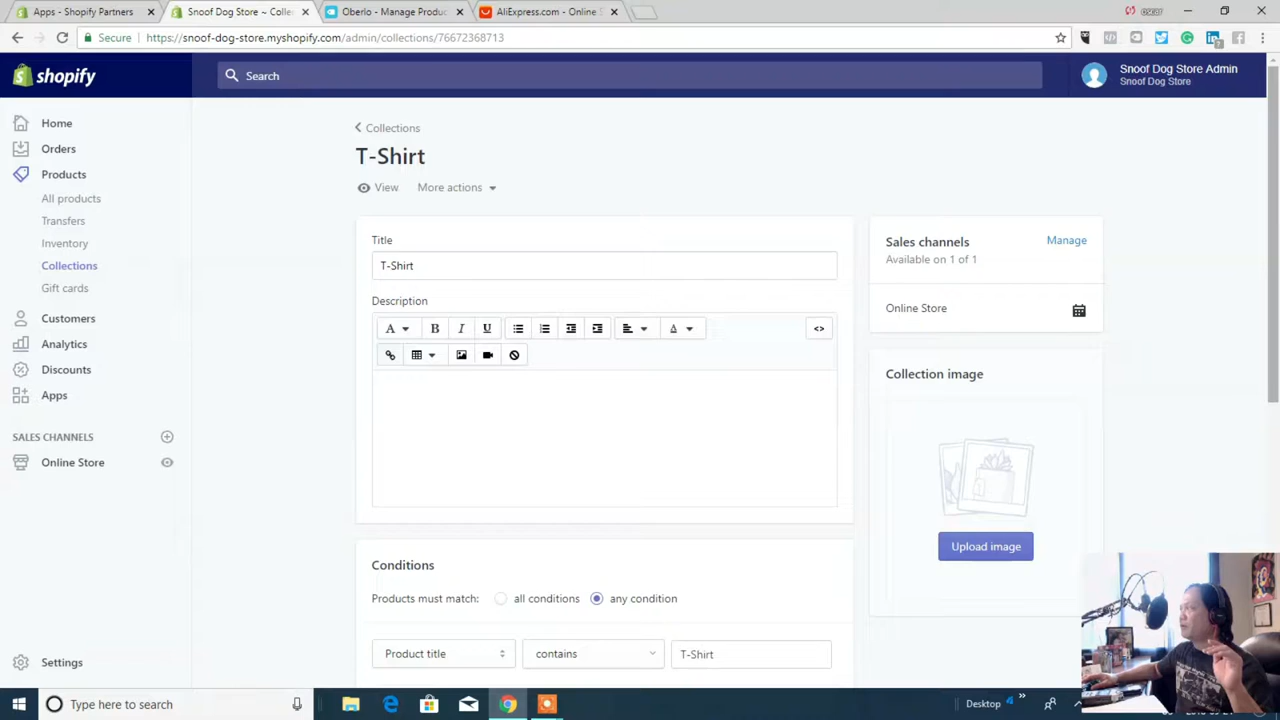 Apps - Shopify Partners
Snoof Dog Store ~ Colle
Oberlo - Manage Produc
AliExpress.com - Online S
oscar
Secure
https://snoof-dog-store.myshopify.com/admin/collections/76672368713
shopify
Search
Snoof Dog Store Admin
Snoof Dog Store
Home
Orders
Products
All products
Transfers
Inventory
Collections
Gift cards
Customers
Analytics
Discounts
Apps
SALES CHANNELS
Online Store
Settings
Collections
T-Shirt
View
More actions
Title
T-Shirt
Description
A
B
I
U
A
<>
Conditions
Products must match:
all conditions
any condition
Product title
contains
T-Shirt
Sales channels
Manage
Available on 1 of 1
Online Store
Collection image
Upload image
Type here to search
Desktop